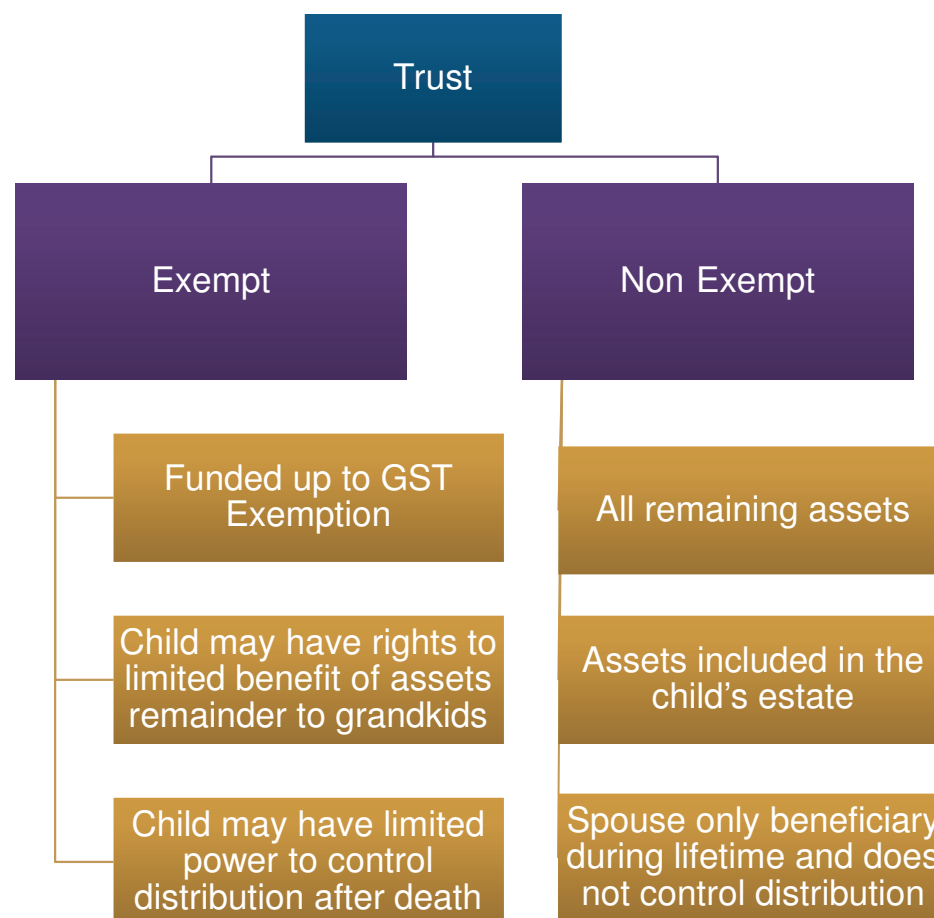 Trust
Exempt
Non Exempt
Funded up to GST
Exemption
Child may have rights to
limited benefit of assets
remainder to grandkids
Child may have limited
power to control
distribution after death
All remaining assets
Assets included in the
child’s estate
Spouse only beneficiary
during lifetime and does
not control distribution